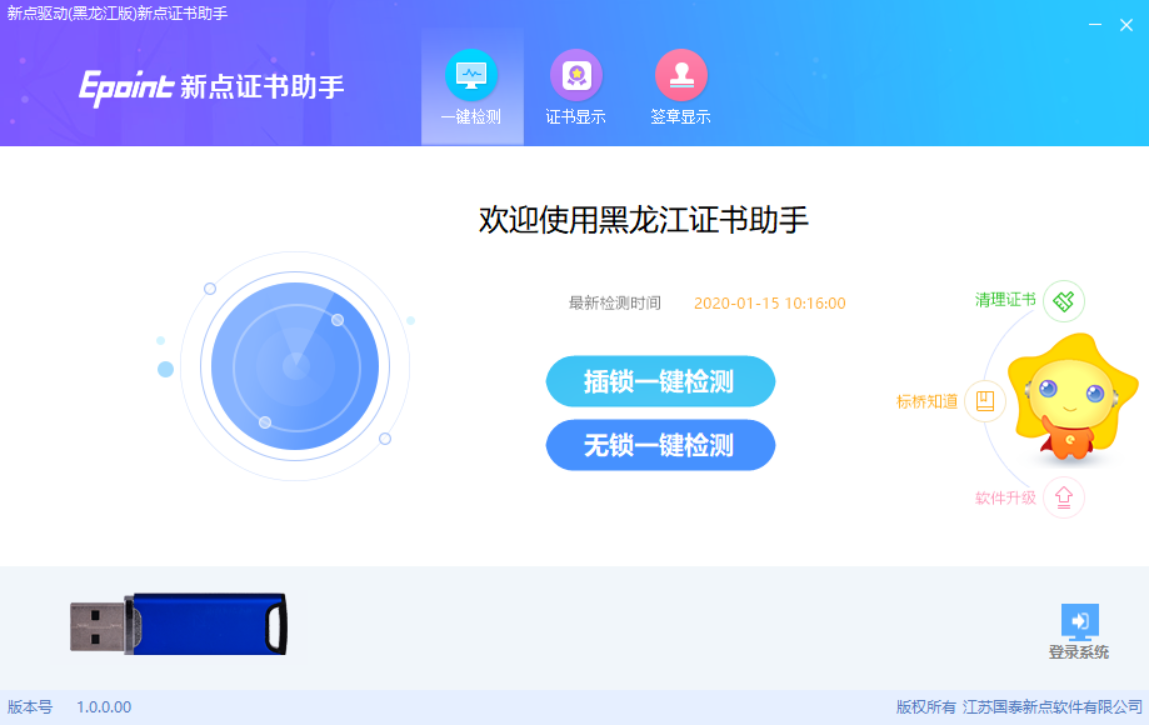 新点驱动(黑龙江版)新点证书助手
Epoint 新点证书助手
一键检测
证书显示
签章显示
欢迎使用黑龙江证书助手
最新检测时间 2020-01-15 10:16:00
清理证书
插锁一键检测
标桥知道
无锁一键检测
软件升级
登录系统
版本号 1.0.0.00
版权所有 江苏国泰新点软件有限公司